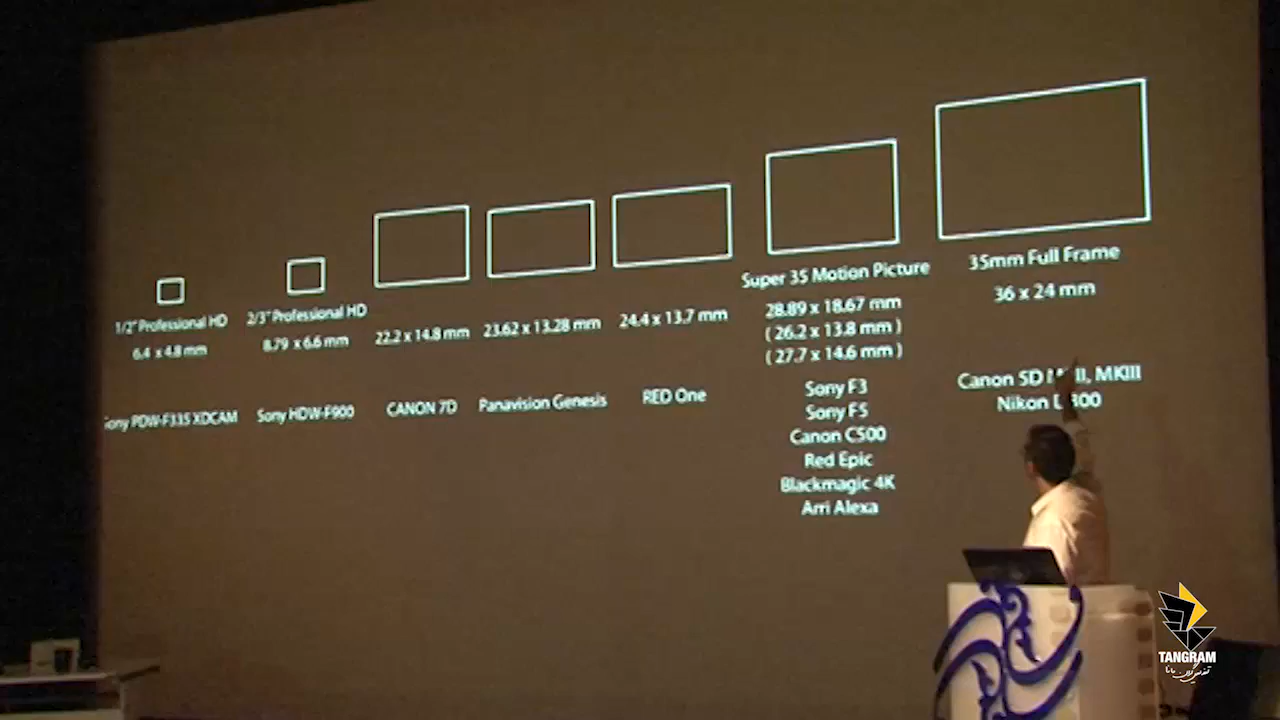 1/2" Professional HD
6.4 x 4.8 mm
Sony PDW-F335 XDCAM
2/3" Professional HD
8.79 x 6.6 mm
Sony HDW-F900
22.2 x 14.8 mm
CANON 7D
23.62 x 13.28 mm
Panavision Genesis
24.4 x 13.7 mm
RED One
Super 35 Motion Picture
28.89 x 18.67 mm
( 26.2 x 13.8 mm )
( 27.7 x 14.6 mm )
Sony F3
Sony F5
Canon C500
Red Epic
Blackmagic 4K
Arri Alexa
35mm Full Frame
36 x 24 mm
Canon 5D MKII, MKIII
Nikon
TANGRAM